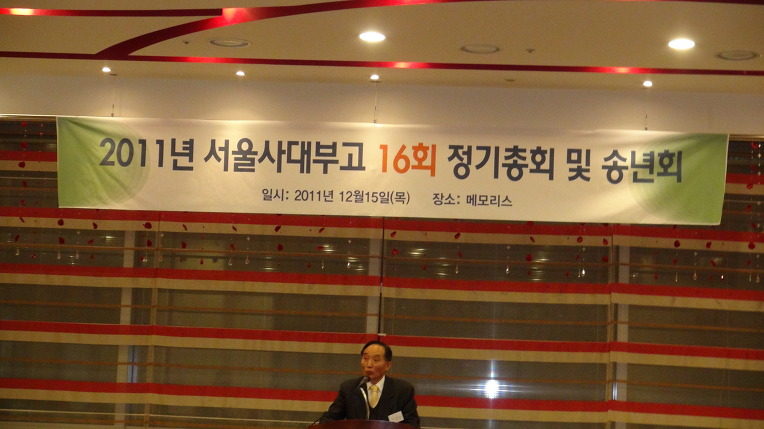 2011년 서울사대부고 16회 정기총회 및 송년회
일시: 2011년 12월15일(목) 장소: 메모리스